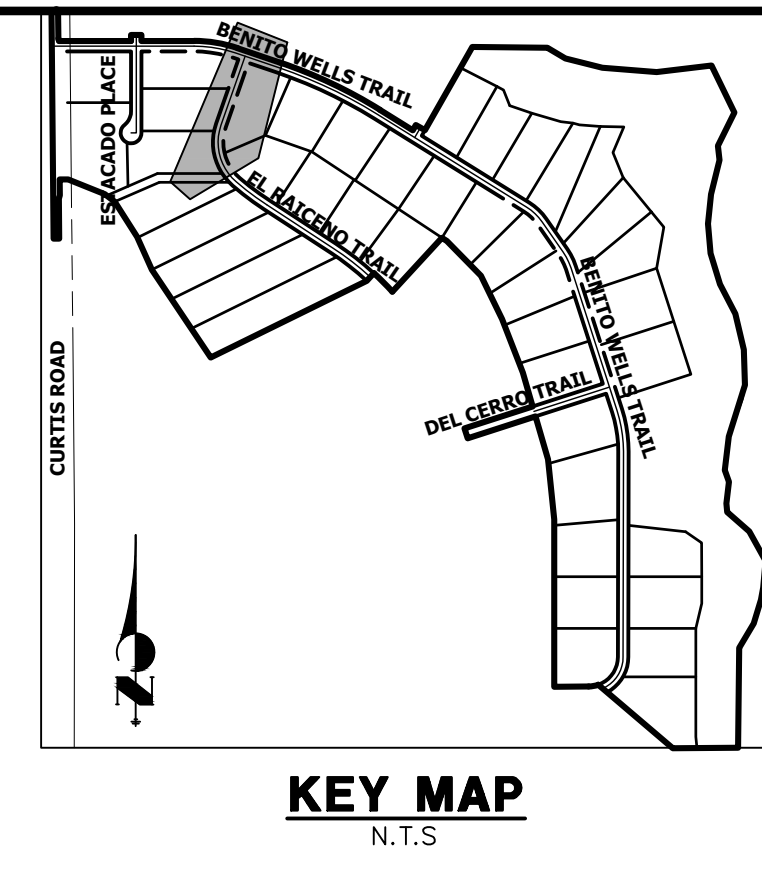 BENITO WELLS TRAIL
ESTACADO PLACE
EL RAICENO TRAIL
BENITO WELLS TRAIL
CURTIS ROAD
DEL CERRO TRAIL
N
KEY MAP
N.T.S